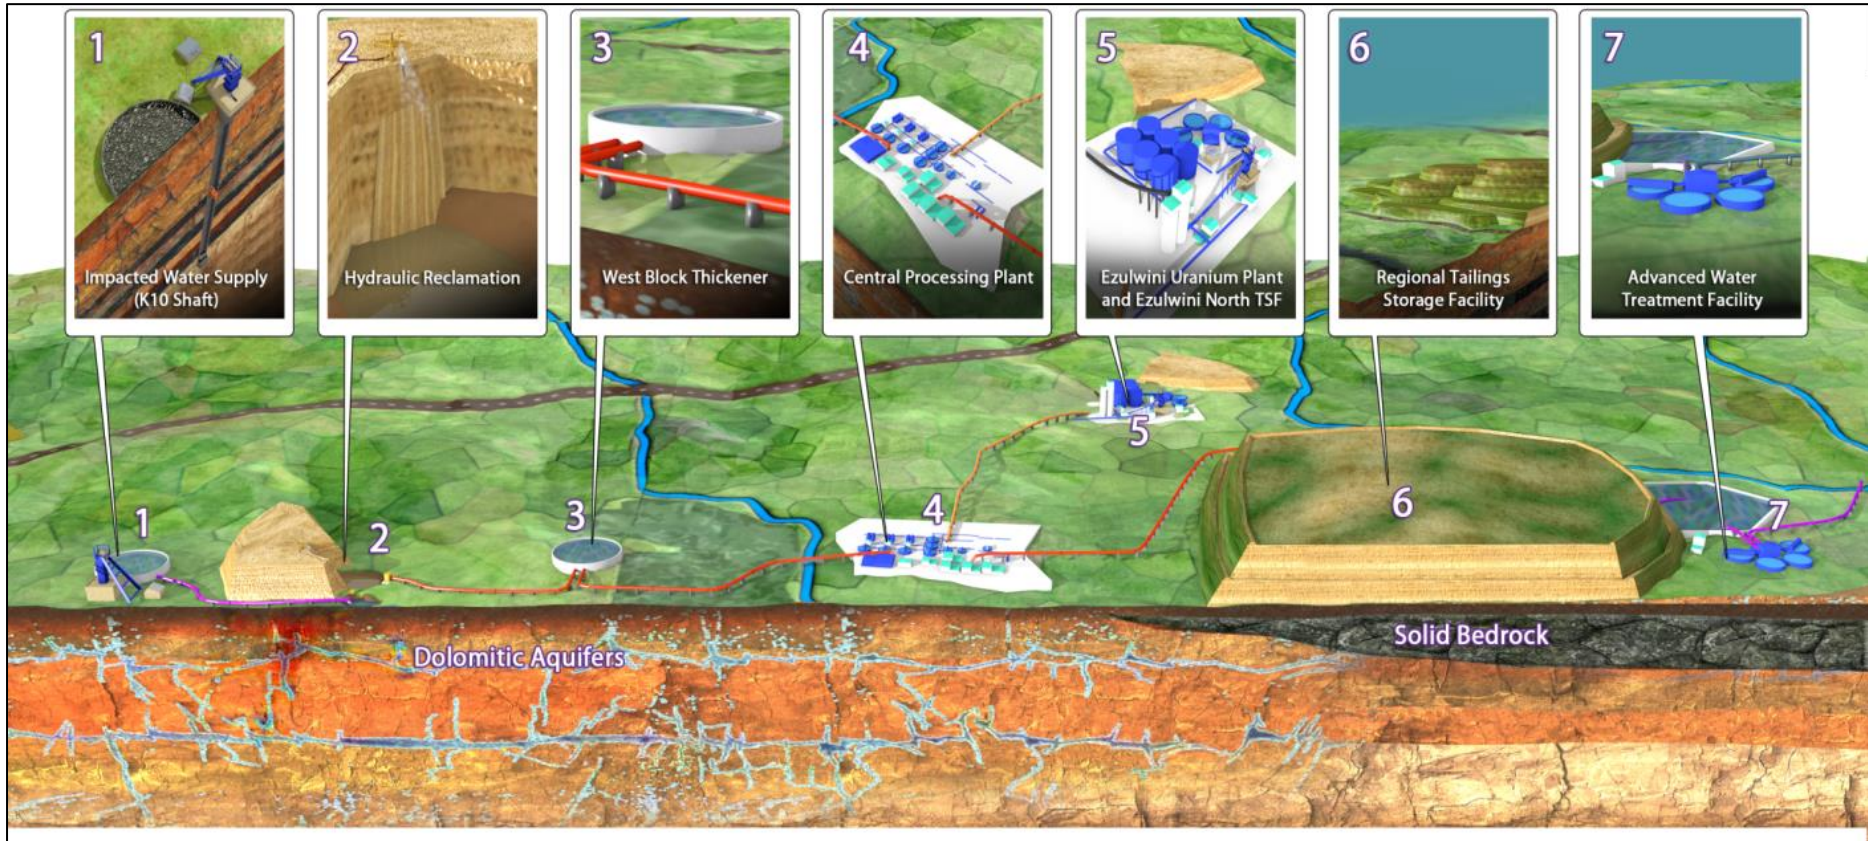 1
Impacted Water Supply
(K10 Shaft)
2
Hydraulic Reclamation
3
West Block Thickener
4
Central Processing Plant
5
Ezulwini Uranium Plant
and Ezulwini North TSF
6
Regional Tailings
Storage Facility
7
Advanced Water
Treatment Facility
1
2
3
4
5
6
7
Dolomitic Aquifers
Solid Bedrock